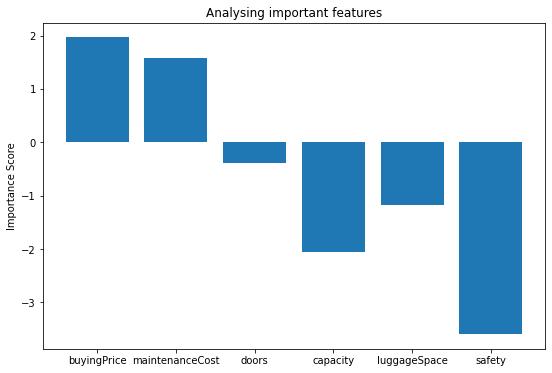 Analysing important features
Importance Score
2
1
0
−1
−2
−3
buyingPrice maintenanceCost doors capacity luggageSpace safety